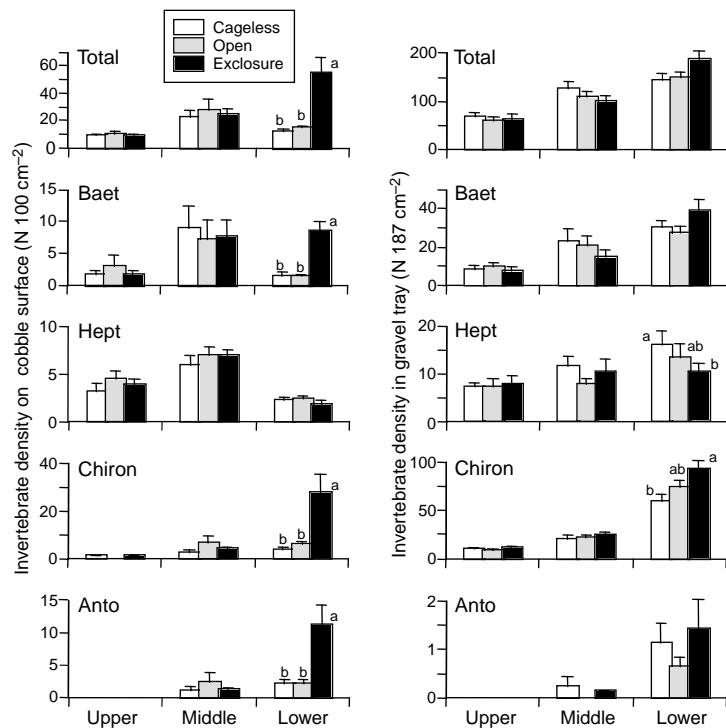 Cageless
Open
Exclosure
Invertebrate density on cobble surface (N 100 cm⁻²)
Total
60
40
20
0
b
b
a
Baet
15
10
5
0
b
b
a
Hept
10
5
0
Chiron
40
20
0
b
b
a
Anto
15
10
5
0
b
b
a
Upper
Middle
Lower
Invertebrate density in gravel tray (N 187 cm⁻²)
Total
200
100
0
Baet
40
20
0
Hept
20
10
0
a
ab
b
Chiron
100
50
0
b
ab
a
Anto
2
1
0
Upper
Middle
Lower